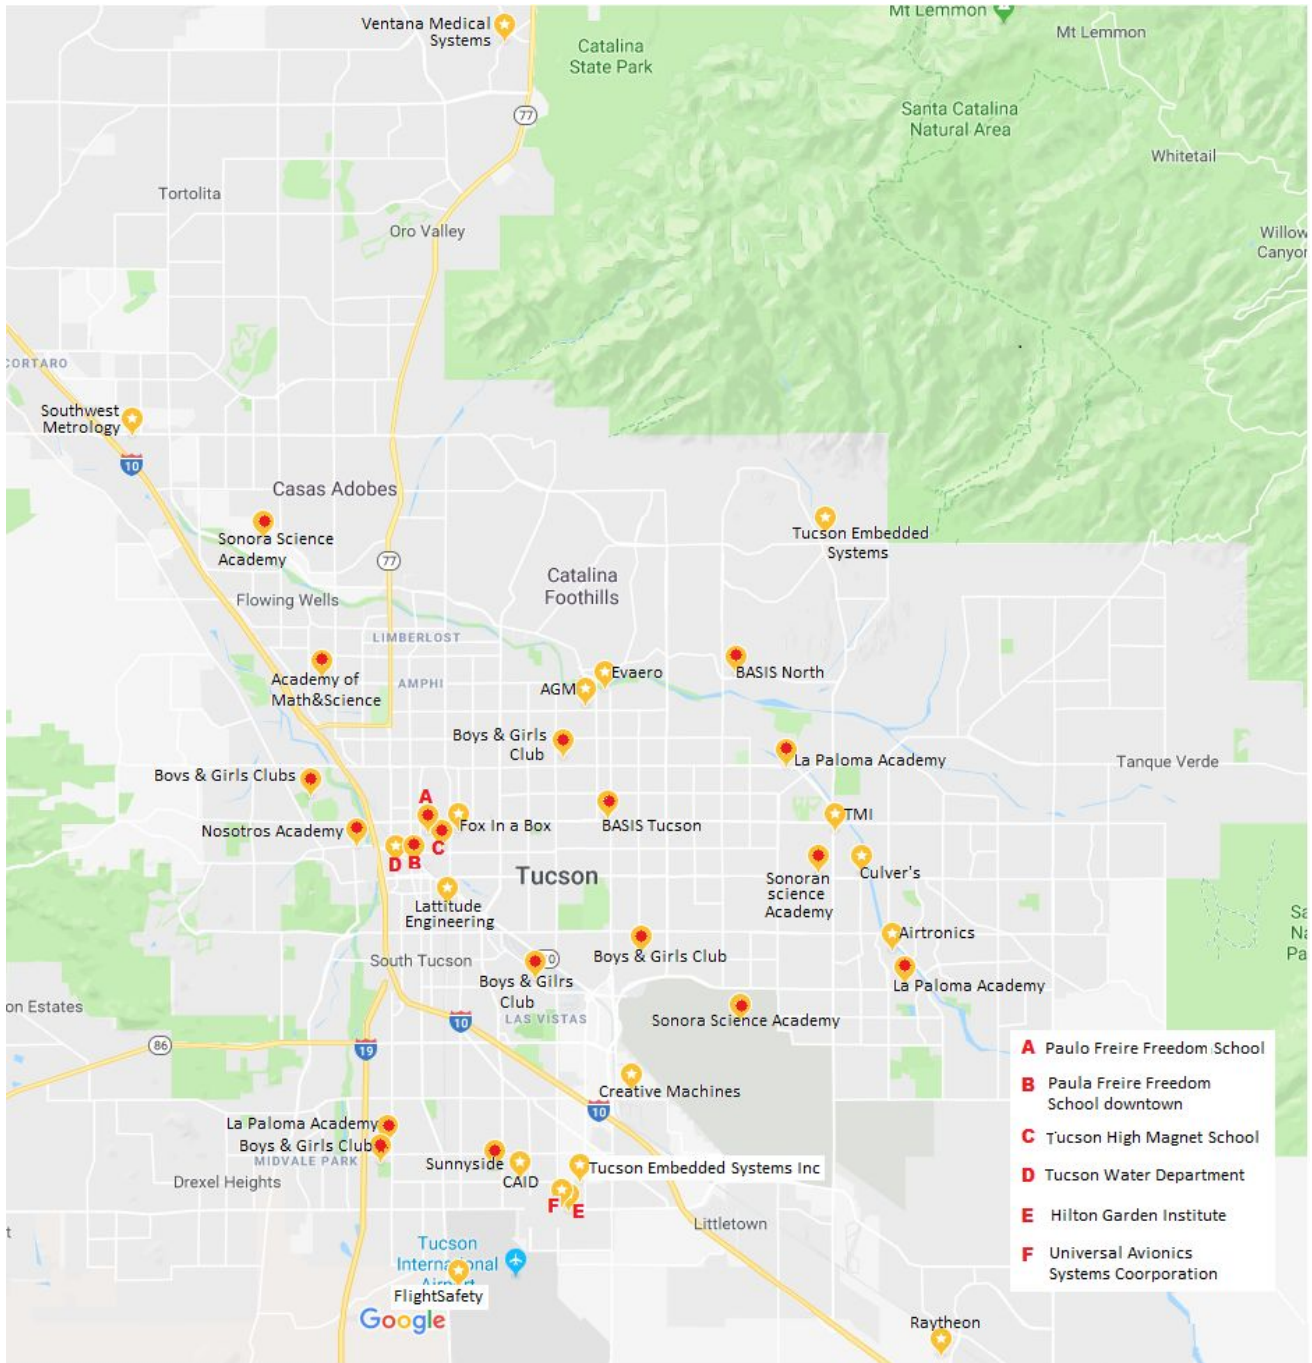 Ventana Medical
Systems
Mt Lemmon
Mt Lemmon
Catalina
State Park
77
Santa Catalina
Natural Area
Whitetail
Tortolita
Oro Valley
Willow
Canyon
CORTARO
Southwest
Metrology
10
Casas Adobes
Sonora Science
Academy
Tucson Embedded
Systems
77
Catalina
Foothills
Flowing Wells
LIMBERLOST
Academy of
Math&Science
AMPHI
AGM
Evaero
BASIS North
Boys & Girls
Club
La Paloma Academy
Tanque Verde
Bovs & Girls Clubs
A
Nosotros Academy
Fox In a Box
C
BASIS Tucson
TMI
D
B
Tucson
Culver's
Sonoran
science
Academy
Lattitude
Engineering
Sa
Na
Pa
Airtronics
South Tucson
0
Boys & Girls Club
Boys & Gilrs
Club
La Paloma Academy
on Estates
LAS VISTAS
Sonora Science Academy
10
86
19
Creative Machines
10
La Paloma Academy
Boys & Girls Club
MIDVALE PARK
Sunnyside
CAID
Tucson Embedded Systems Inc
Drexel Heights
F
E
Littletown
t
Tucson
International
Airport
FlightSafety
Google
Raytheon
A Paulo Freire Freedom School
B Paula Freire Freedom
School downtown
C Tucson High Magnet School
D Tucson Water Department
E Hilton Garden Institute
F Universal Avionics
Systems Coorporation